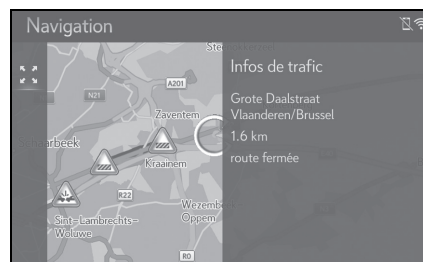 Navigation
Infos de trafic
Grote Daalstraat
Vlaanderen/Brussel
1.6 km
route fermée
A201
N21
Zaventem
Kraainem
R22
Wezemb
Sint-Lambrechts-
Oppem
Woluwe
R0